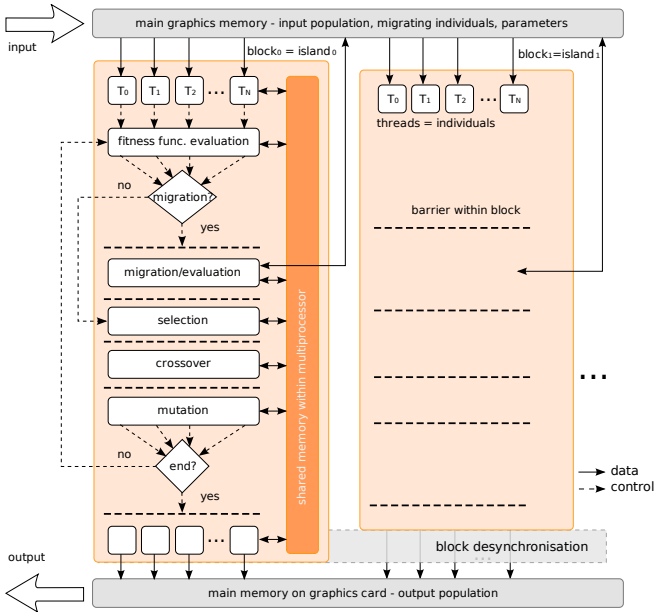 main graphics memory - input population, migrating individuals, parameters
input
block₀ = island₀
block₁=island₁
T₀ T₁ T₂ ... Tɴ
T₀ T₁ T₂ ... Tɴ
threads = individuals
fitness func. evaluation
no
migration?
yes
barrier within block
migration/evaluation
selection
crossover
mutation
shared memory within multiprocessor
...
no
end?
yes
data
control
...
block desynchronisation
...
output
main memory on graphics card - output population